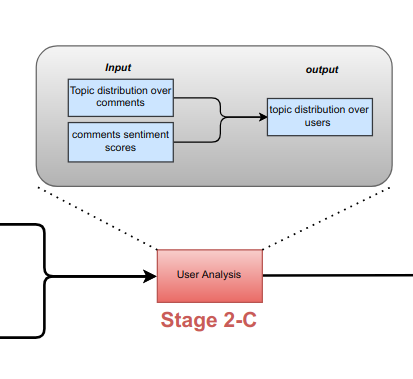 Input
output
Topic distribution over
comments
comments sentiment
scores
topic distribution over
users
User Analysis
Stage 2-C